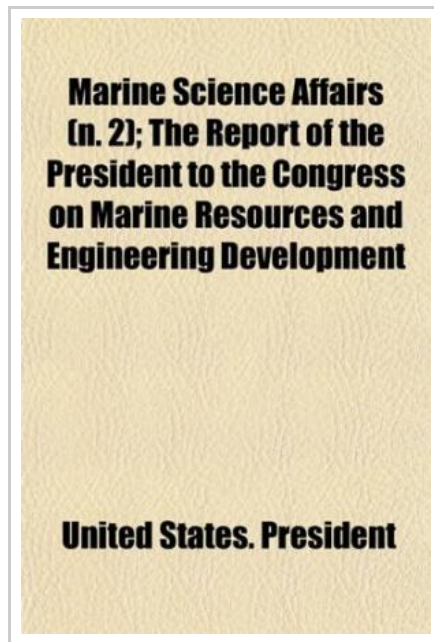 Marine Science Affairs
(n. 2); The Report of the
President to the Congress
on Marine Resources and
Engineering Development
United States. President